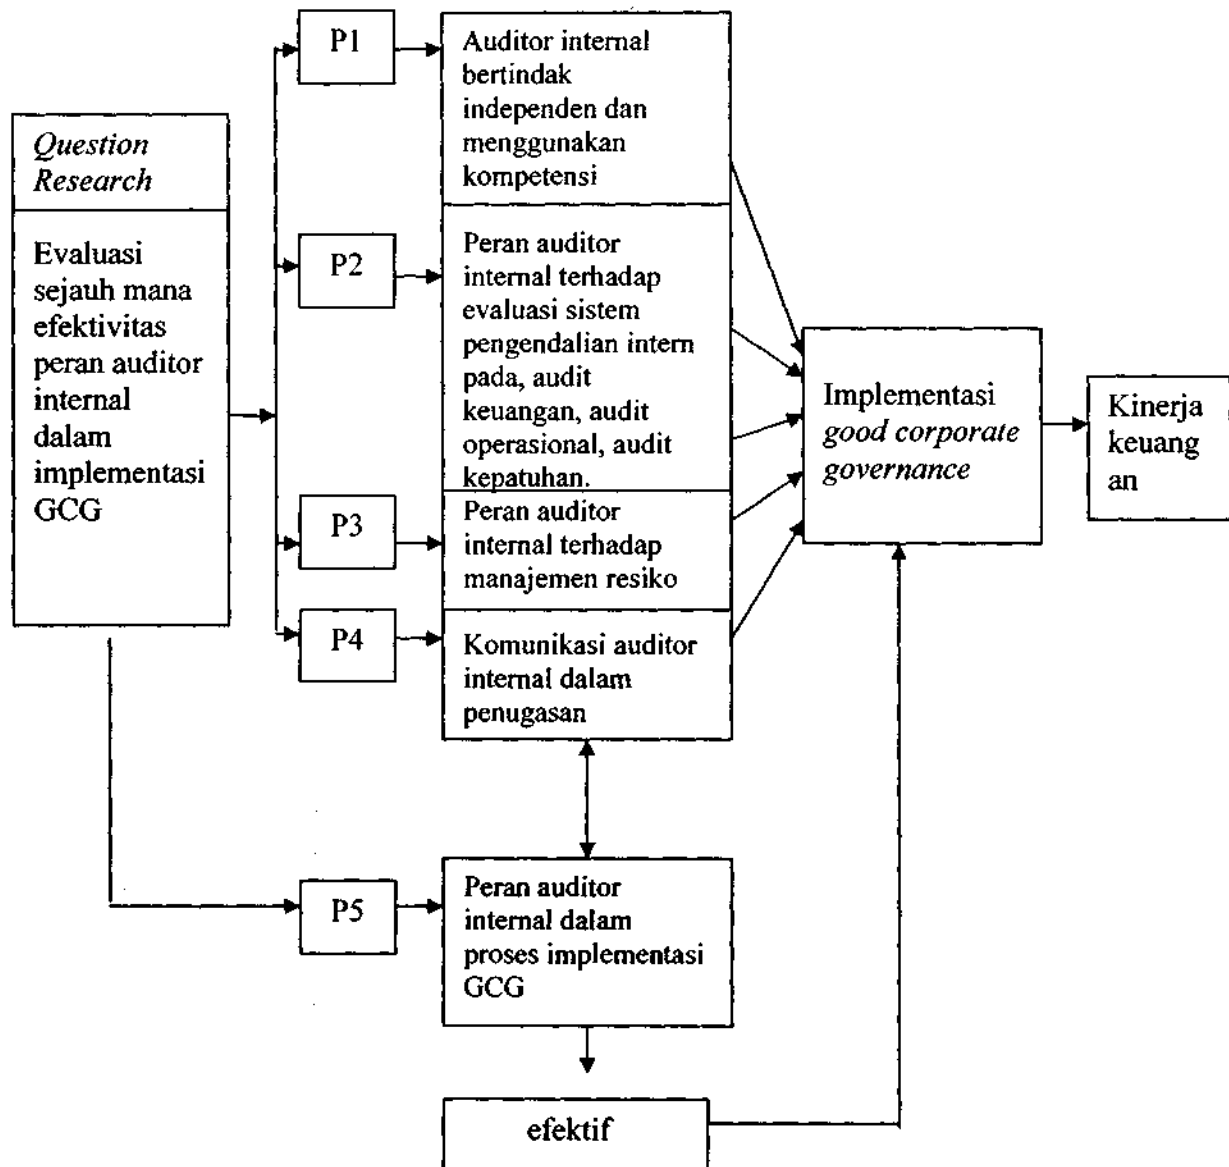 Question
Research
Evaluasi
sejauh mana
efektivitas
peran auditor
internal
dalam
implementasi
GCG
P1
Auditor internal
bertindak
independen dan
menggunakan
kompetensi
P2
Peran auditor
internal terhadap
evaluasi sistem
pengendalian intern
pada, audit
keuangan, audit
operasional, audit
kepatuhan.
P3
Peran auditor
internal terhadap
manajemen resiko
P4
Komunikasi auditor
internal dalam
penugasan
P5
Peran auditor
internal dalam
proses implementasi
GCG
efektif
Implementasi
good corporate
governance
Kinerja
keuang
an